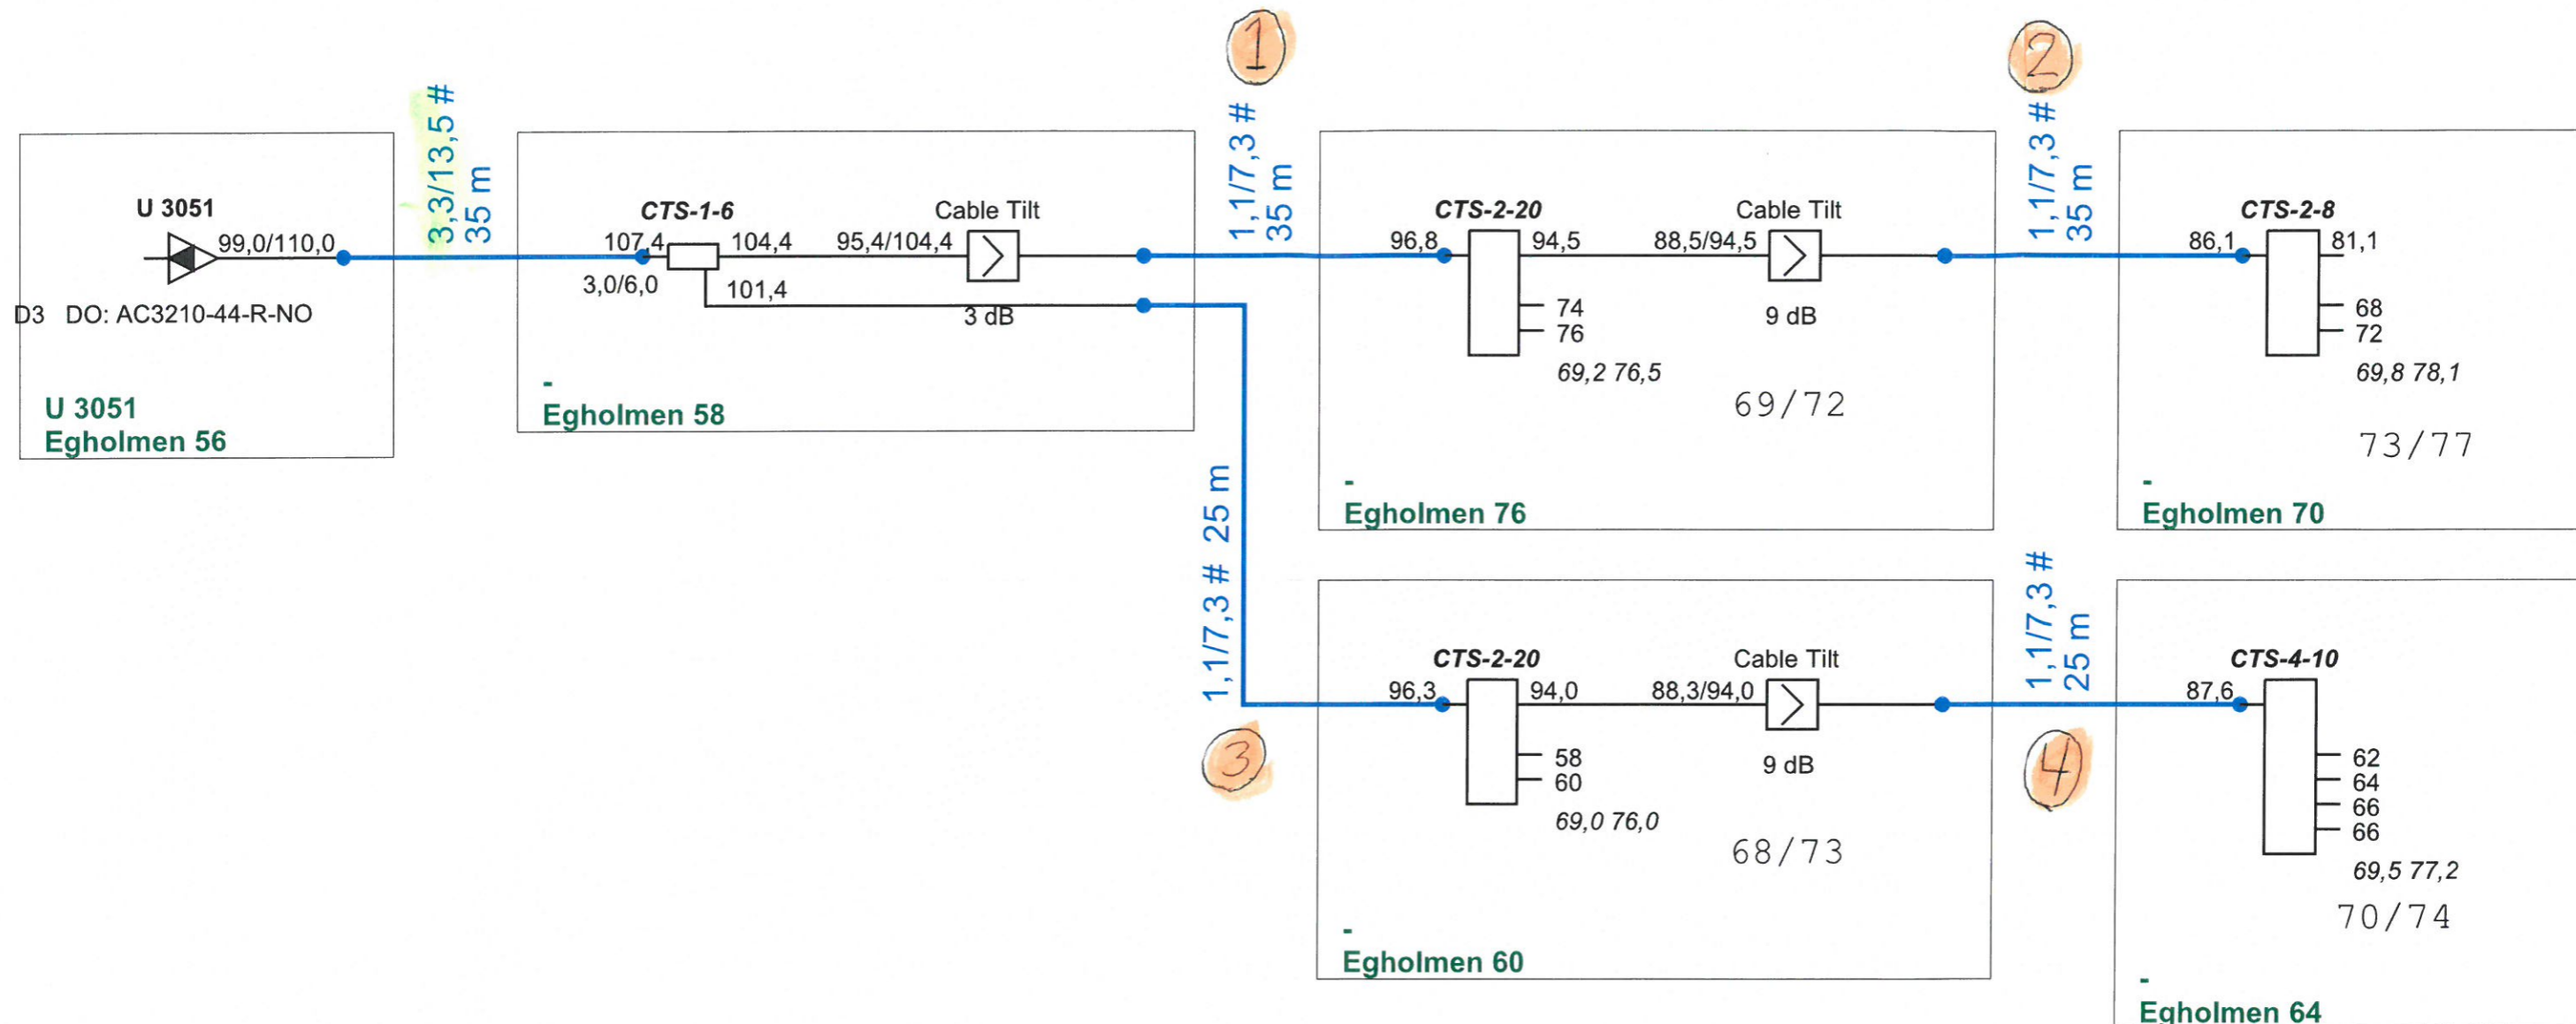 1
2
3,3/13,5 #
35 m
1,1/7,3 #
35 m
1,1/7,3 #
35 m
U 3051
99,0/110,0
D3 DO: AC3210-44-R-NO
U 3051
Egholmen 56
CTS-1-6
107,4
104,4
3,0/6,0
101,4
Cable Tilt
95,4/104,4
3 dB
-
Egholmen 58
CTS-2-20
96,8
94,5
74
76
69,2 76,5
Cable Tilt
88,5/94,5
9 dB
69/72
-
Egholmen 76
CTS-2-8
86,1
81,1
68
72
69,8 78,1
73/77
-
Egholmen 70
1,1/7,3 # 25 m
3
CTS-2-20
96,3
94,0
58
60
69,0 76,0
Cable Tilt
88,3/94,0
9 dB
68/73
-
Egholmen 60
1,1/7,3 #
25 m
4
CTS-4-10
87,6
62
64
66
66
69,5 77,2
70/74
-
Egholmen 64